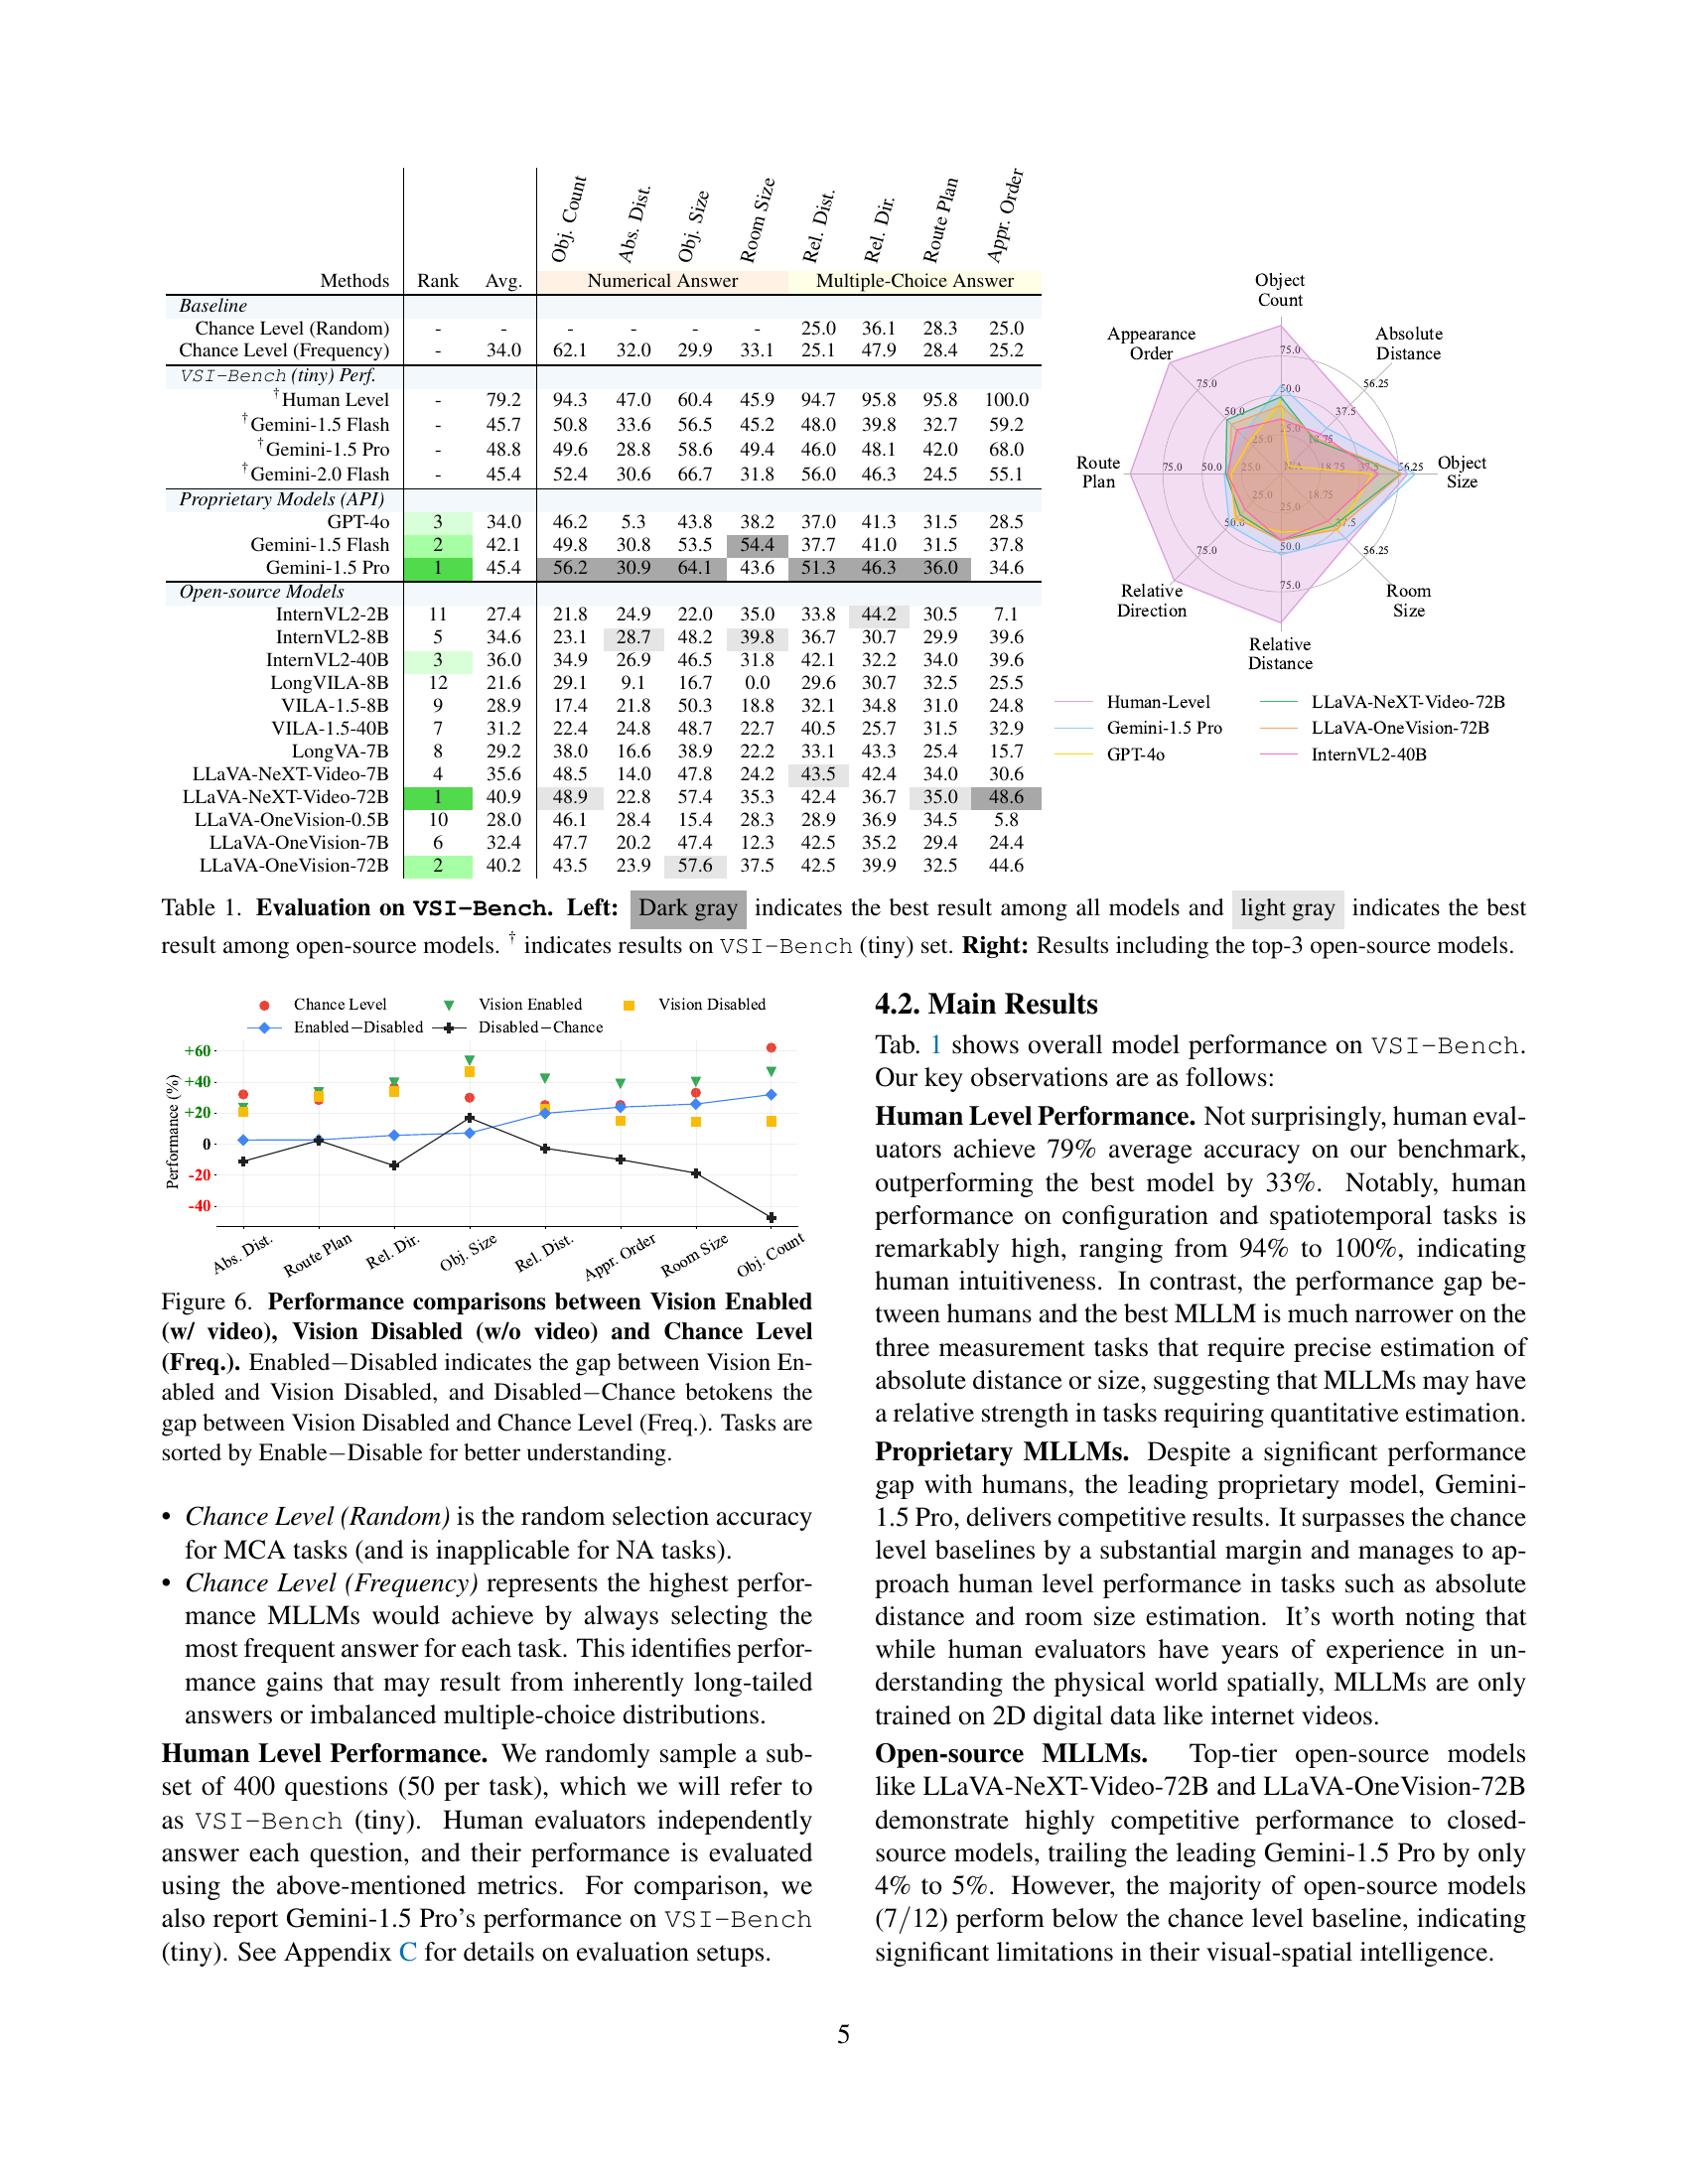 Obj. Count
Abs. Dist.
Obj. Size
Room Size
Rel. Dist.
Rel. Dir.
Route Plan
Appr. Order
Methods Rank Avg. Numerical Answer Multiple-Choice Answer
Baseline
Chance Level (Random) - - - - - - 25.0 36.1 28.3 25.0
Chance Level (Frequency) - 34.0 62.1 32.0 29.9 33.1 25.1 47.9 28.4 25.2
VSI-Bench (tiny) Perf.
†Human Level - 79.2 94.3 47.0 60.4 45.9 94.7 95.8 95.8 100.0
†Gemini-1.5 Flash - 45.7 50.8 33.6 56.5 45.2 48.0 39.8 32.7 59.2
†Gemini-1.5 Pro - 48.8 49.6 28.8 58.6 49.4 46.0 48.1 42.0 68.0
†Gemini-2.0 Flash - 45.4 52.4 30.6 66.7 31.8 56.0 46.3 24.5 55.1
Proprietary Models (API)
GPT-4o 3 34.0 46.2 5.3 43.8 38.2 37.0 41.3 31.5 28.5
Gemini-1.5 Flash 2 42.1 49.8 30.8 53.5 54.4 37.7 41.0 31.5 37.8
Gemini-1.5 Pro 1 45.4 56.2 30.9 64.1 43.6 51.3 46.3 36.0 34.6
Open-source Models
InternVL2-2B 11 27.4 21.8 24.9 22.0 35.0 33.8 44.2 30.5 7.1
InternVL2-8B 5 34.6 23.1 28.7 48.2 39.8 36.7 30.7 29.9 39.6
InternVL2-40B 3 36.0 34.9 26.9 46.5 31.8 42.1 32.2 34.0 39.6
LongVILA-8B 12 21.6 29.1 9.1 16.7 0.0 29.6 30.7 32.5 25.5
VILA-1.5-8B 9 28.9 17.4 21.8 50.3 18.8 32.1 34.8 31.0 24.8
VILA-1.5-40B 7 31.2 22.4 24.8 48.7 22.7 40.5 25.7 31.5 32.9
LongVA-7B 8 29.2 38.0 16.6 38.9 22.2 33.1 43.3 25.4 15.7
LLaVA-NeXT-Video-7B 4 35.6 48.5 14.0 47.8 24.2 43.5 42.4 34.0 30.6
LLaVA-NeXT-Video-72B 1 40.9 48.9 22.8 57.4 35.3 42.4 36.7 35.0 48.6
LLaVA-OneVision-0.5B 10 28.0 46.1 28.4 15.4 28.3 28.9 36.9 34.5 5.8
LLaVA-OneVision-7B 6 32.4 47.7 20.2 47.4 12.3 42.5 35.2 29.4 24.4
LLaVA-OneVision-72B 2 40.2 43.5 23.9 57.6 37.5 42.5 39.9 32.5 44.6
Object
Count
Appearance
Order
Absolute
Distance
75.0
75.0 56.25
50.0
50.0 37.5
25.0
25.0 18.75
Route
Plan
75.0 50.0 25.0 18.75 37.5 56.25
Object
Size
25.0 18.75
25.0
50.0 37.5
50.0
75.0 56.25
75.0
Relative
Direction
Room
Size
Relative
Distance
Human-Level LLaVA-NeXT-Video-72B
Gemini-1.5 Pro LLaVA-OneVision-72B
GPT-4o InternVL2-40B
Table 1. Evaluation on VSI-Bench. Left: Dark gray indicates the best result among all models and light gray indicates the best
result among open-source models. † indicates results on VSI-Bench (tiny) set. Right: Results including the top-3 open-source models.
Chance Level Vision Enabled Vision Disabled
Enabled−Disabled Disabled−Chance
Performance (%)
+60
+40
+20
0
-20
-40
Abs. Dist. Route Plan Rel. Dir. Obj. Size Rel. Dist. Appr. Order Room Size Obj. Count
Figure 6. Performance comparisons between Vision Enabled
(w/ video), Vision Disabled (w/o video) and Chance Level
(Freq.). Enabled−Disabled indicates the gap between Vision En-
abled and Vision Disabled, and Disabled−Chance betokens the
gap between Vision Disabled and Chance Level (Freq.). Tasks are
sorted by Enable−Disable for better understanding.
• Chance Level (Random) is the random selection accuracy
for MCA tasks (and is inapplicable for NA tasks).
• Chance Level (Frequency) represents the highest perfor-
mance MLLMs would achieve by always selecting the
most frequent answer for each task. This identifies perfor-
mance gains that may result from inherently long-tailed
answers or imbalanced multiple-choice distributions.
Human Level Performance. We randomly sample a sub-
set of 400 questions (50 per task), which we will refer to
as VSI-Bench (tiny). Human evaluators independently
answer each question, and their performance is evaluated
using the above-mentioned metrics. For comparison, we
also report Gemini-1.5 Pro's performance on VSI-Bench
(tiny). See Appendix C for details on evaluation setups.
4.2. Main Results
Tab. 1 shows overall model performance on VSI-Bench.
Our key observations are as follows:
Human Level Performance. Not surprisingly, human eval-
uators achieve 79% average accuracy on our benchmark,
outperforming the best model by 33%. Notably, human
performance on configuration and spatiotemporal tasks is
remarkably high, ranging from 94% to 100%, indicating
human intuitiveness. In contrast, the performance gap be-
tween humans and the best MLLM is much narrower on the
three measurement tasks that require precise estimation of
absolute distance or size, suggesting that MLLMs may have
a relative strength in tasks requiring quantitative estimation.
Proprietary MLLMs. Despite a significant performance
gap with humans, the leading proprietary model, Gemini-
1.5 Pro, delivers competitive results. It surpasses the chance
level baselines by a substantial margin and manages to ap-
proach human level performance in tasks such as absolute
distance and room size estimation. It's worth noting that
while human evaluators have years of experience in un-
derstanding the physical world spatially, MLLMs are only
trained on 2D digital data like internet videos.
Open-source MLLMs. Top-tier open-source models
like LLaVA-NeXT-Video-72B and LLaVA-OneVision-72B
demonstrate highly competitive performance to closed-
source models, trailing the leading Gemini-1.5 Pro by only
4% to 5%. However, the majority of open-source models
(7/12) perform below the chance level baseline, indicating
significant limitations in their visual-spatial intelligence.
5